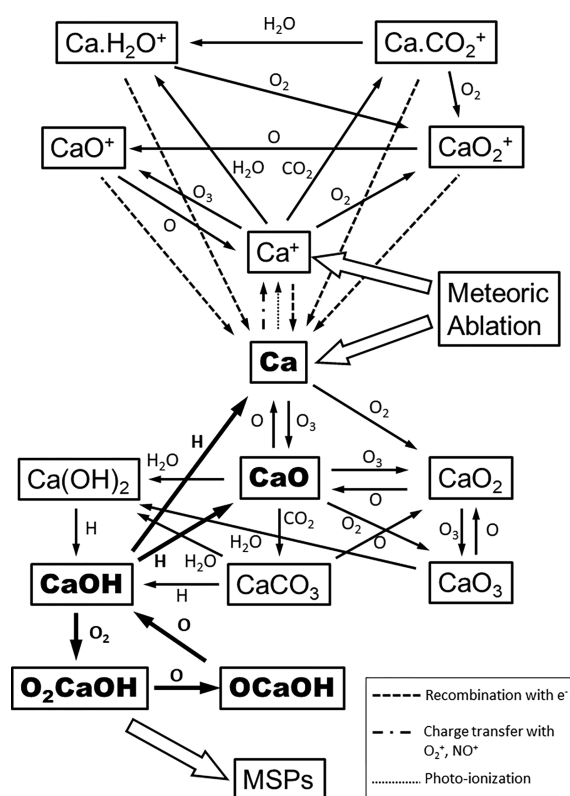 H₂O
Ca.H₂O⁺
Ca.CO₂⁺
O₂
O₂
O
CaO⁺
CaO₂⁺
H₂O
CO₂
O₃
O₂
O
Ca⁺
Meteoric
Ablation
Ca
O₂
O
O₃
H
H₂O
O₃
Ca(OH)₂
CaO
CaO₂
O
CO₂
O₂
H
H₂O
O
O₃
O
H
H₂O
CaOH
CaCO₃
CaO₃
H
O₂
O
O₂CaOH
O
OCaOH
MSPs
Recombination with e⁻
Charge transfer with
O₂⁺, NO⁺
Photo-ionization